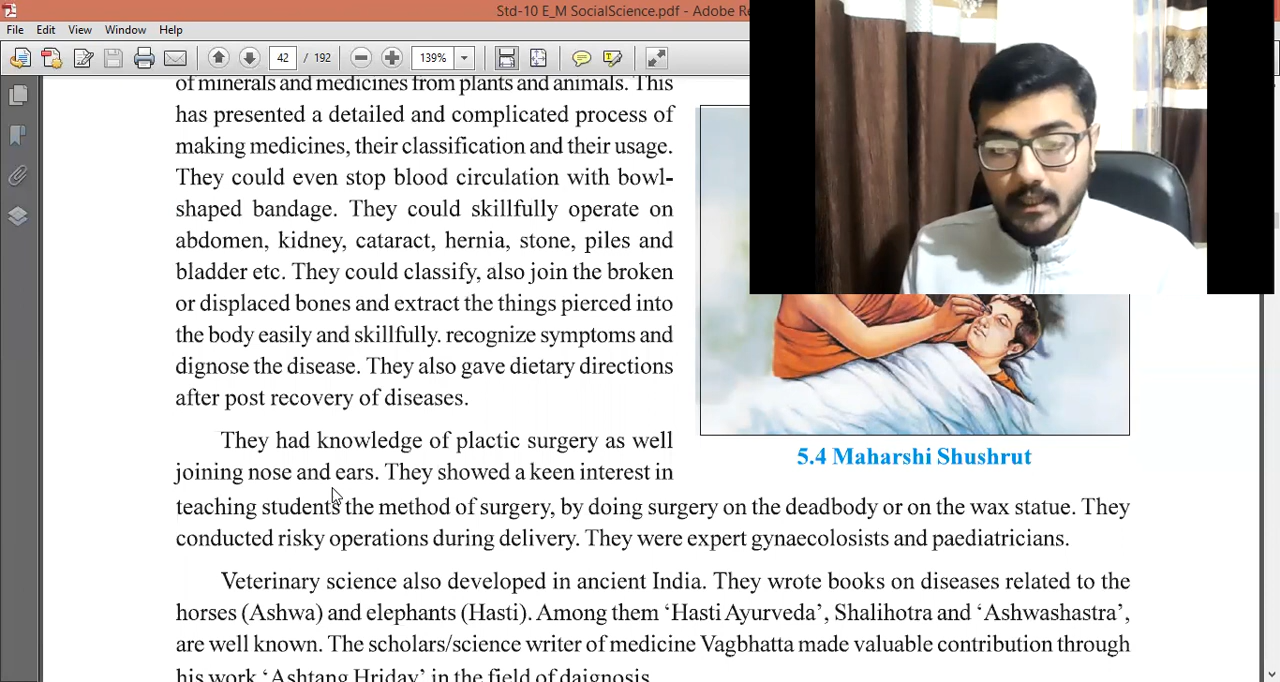 Std-10 E_M SocialScience.pdf - Adobe Re
File Edit View Window Help
42 / 192 139%
of minerals and medicines from plants and animals. This
has presented a detailed and complicated process of
making medicines, their classification and their usage.
They could even stop blood circulation with bowl-
shaped bandage. They could skillfully operate on
abdomen, kidney, cataract, hernia, stone, piles and
bladder etc. They could classify, also join the broken
or displaced bones and extract the things pierced into
the body easily and skillfully. recognize symptoms and
dignose the disease. They also gave dietary directions
after post recovery of diseases.
5.4 Maharshi Shushrut
They had knowledge of plactic surgery as well
joining nose and ears. They showed a keen interest in
teaching students the method of surgery, by doing surgery on the deadbody or on the wax statue. They
conducted risky operations during delivery. They were expert gynaecolosists and paediatricians.
Veterinary science also developed in ancient India. They wrote books on diseases related to the
horses (Ashwa) and elephants (Hasti). Among them ‘Hasti Ayurveda’, Shalihotra and ‘Ashwashastra’,
are well known. The scholars/science writer of medicine Vagbhatta made valuable contribution through
his work ‘Ashtang Hriday’ in the field of daignosis.